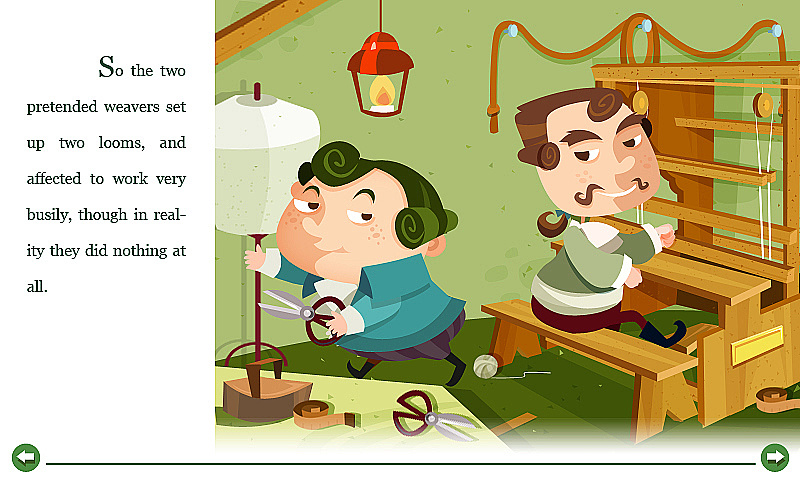 So the two
pretended weavers set
up two looms, and
affected to work very
busily, though in real-
ity they did nothing at
all.